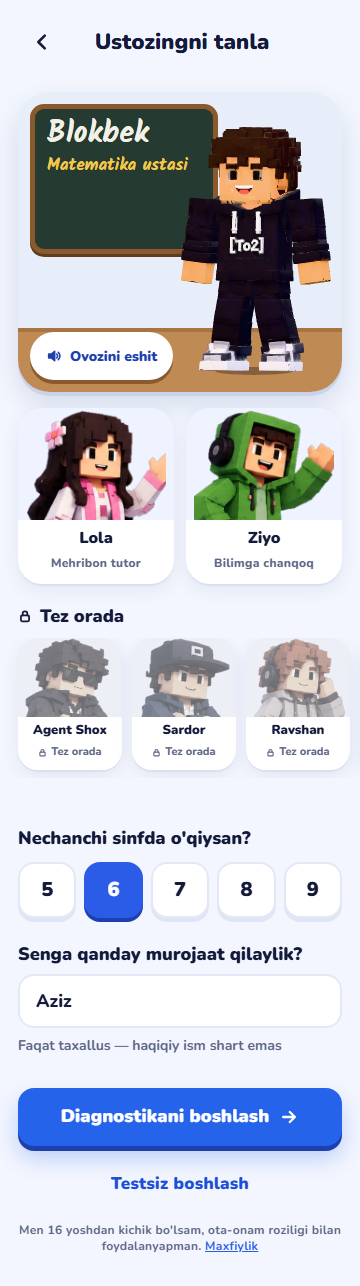 Ustozingni tanla
Blokbek
Matematika ustasi
[To2]
Ovozini eshit
Lola
Mehribon tutor
Ziyo
Bilimga chanqoq
Tez orada
Agent Shox
Tez orada
Sardor
Tez orada
Ravshan
Tez orada
Nechanchi sinfda o'qiysan?
5 6 7 8 9
Senga qanday murojaat qilaylik?
Aziz
Faqat taxallus — haqiqiy ism shart emas
Diagnostikani boshlash →
Testsiz boshlash
Men 16 yoshdan kichik bo'lsam, ota-onam roziligi bilan
foydalanyapman. Maxfiylik